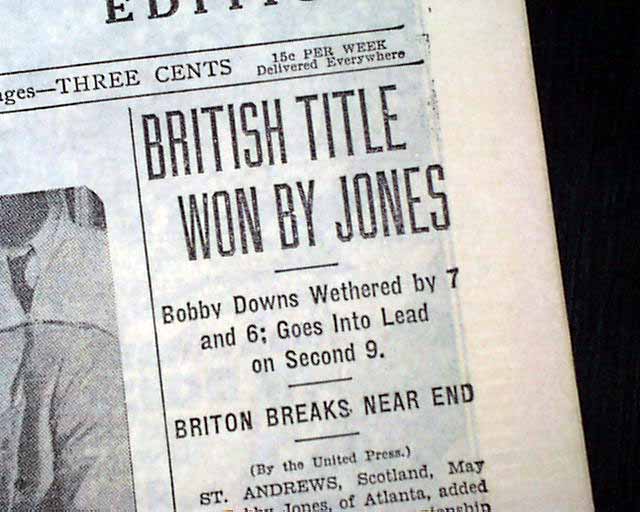 EDITI
ges—THREE CENTS
15c PER WEEK
Delivered Everywhere
BRITISH TITLE
WON BY JONES
Bobby Downs Wethered by 7
and 6; Goes Into Lead
on Second 9.
BRITON BREAKS NEAR END
(By the United Press.)
ST. ANDREWS, Scotland, May
Jones, of Atlanta, added